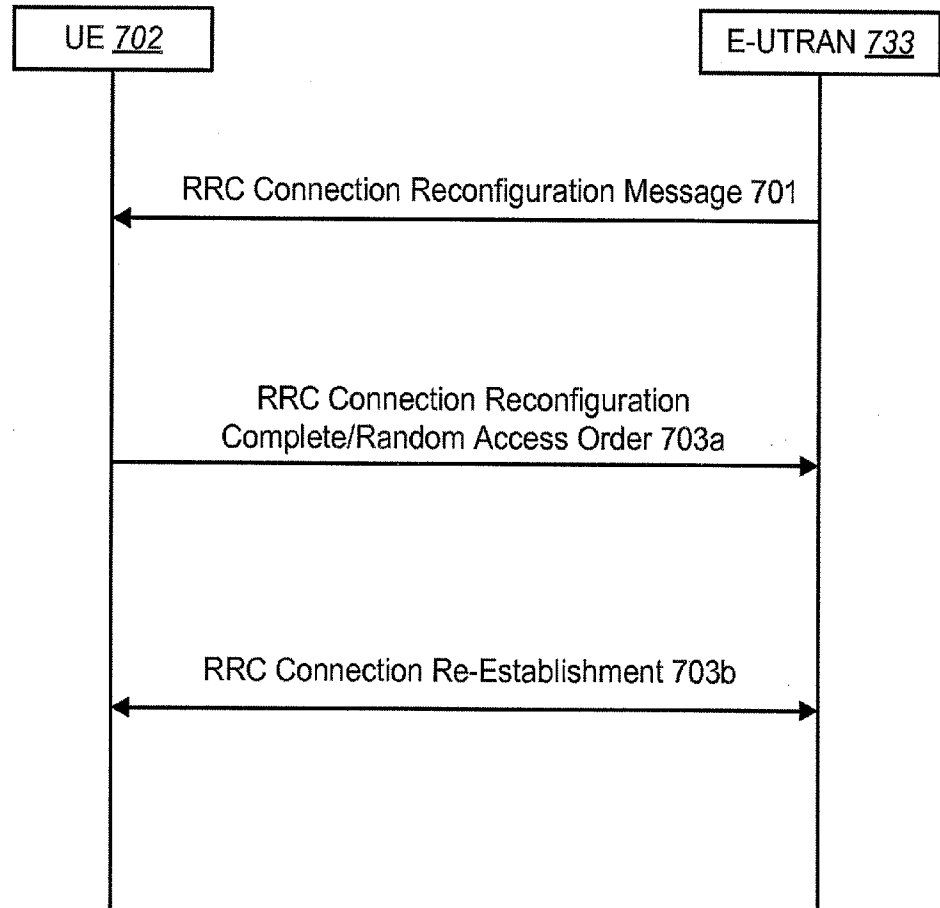 UE 702
E-UTRAN 733
RRC Connection Reconfiguration Message 701
RRC Connection Reconfiguration
Complete/Random Access Order 703a
RRC Connection Re-Establishment 703b